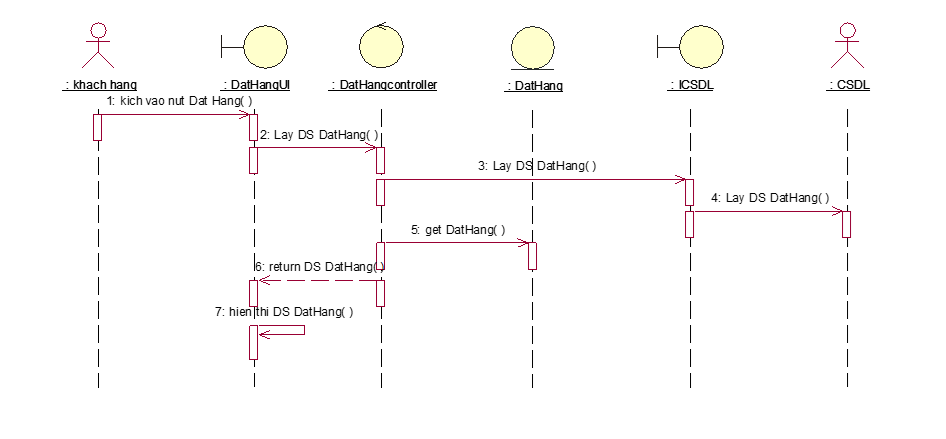 : khach hang
: DatHangUI
: DatHangcontroller
: DatHang
: ICSDL
: CSDL
1: kich vao nut Dat Hang( )
2: Lay DS DatHang( )
3: Lay DS DatHang( )
4: Lay DS DatHang( )
5: get DatHang( )
6: return DS DatHang( )
7: hien thi DS DatHang( )